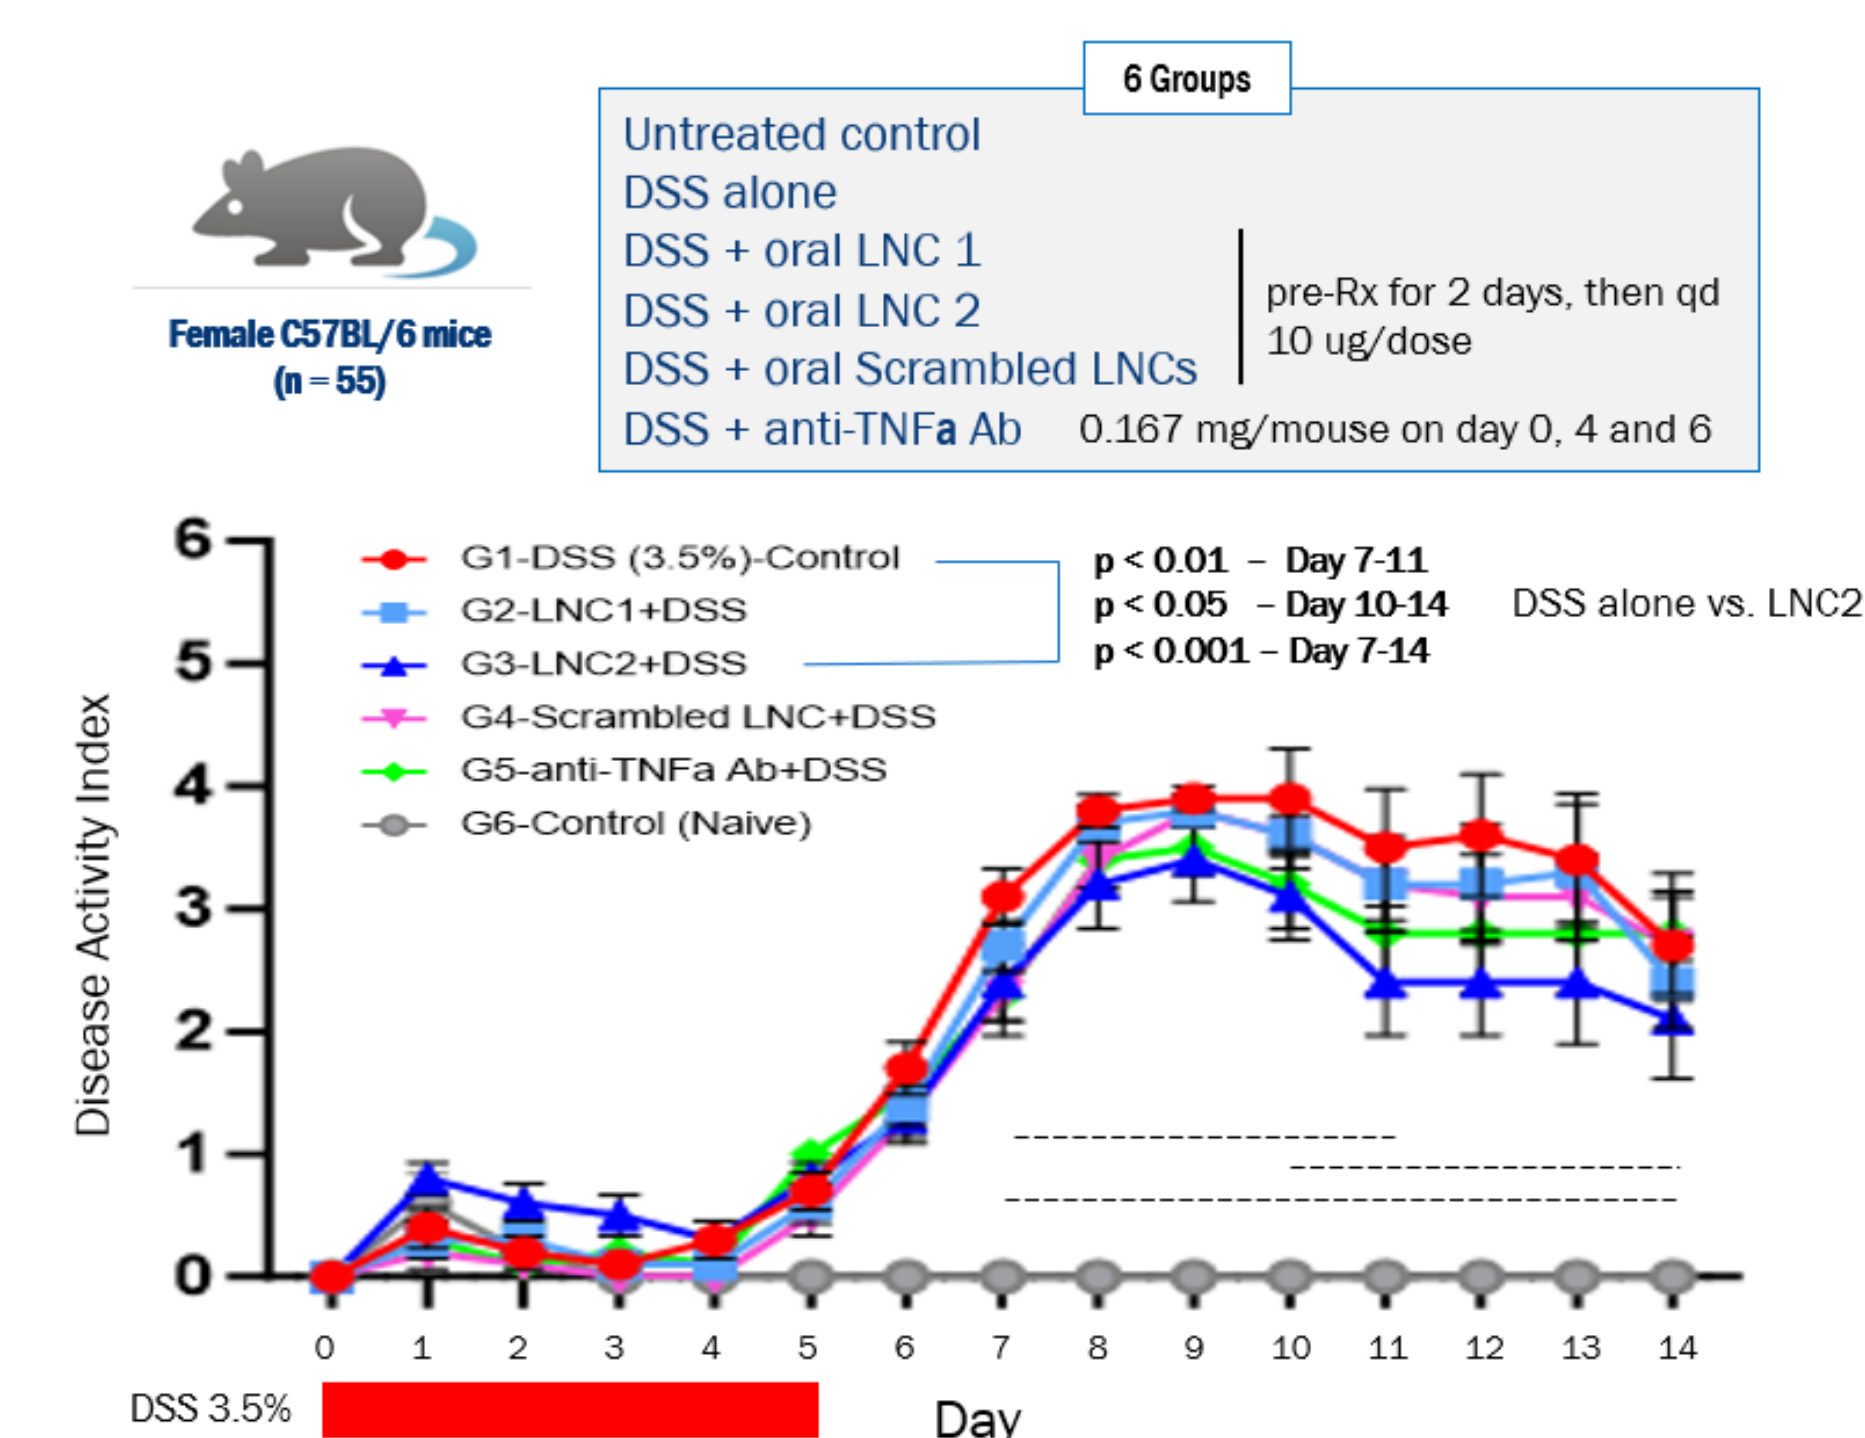 6 Groups
Untreated control
DSS alone
DSS + oral LNC 1
DSS + oral LNC 2
DSS + oral Scrambled LNCs
pre-Rx for 2 days, then qd
10 ug/dose
DSS + anti-TNFa Ab 0.167 mg/mouse on day 0, 4 and 6
Female C57BL/6 mice
(n = 55)
G1-DSS (3.5%)-Control
G2-LNC1+DSS
G3-LNC2+DSS
G4-Scrambled LNC+DSS
G5-anti-TNFa Ab+DSS
G6-Control (Naive)
p < 0.01 – Day 7-11
p < 0.05 – Day 10-14
p < 0.001 – Day 7-14
DSS alone vs. LNC2
Disease Activity Index
6
5
4
3
2
1
0
0 1 2 3 4 5 6 7 8 9 10 11 12 13 14
DSS 3.5%
Day